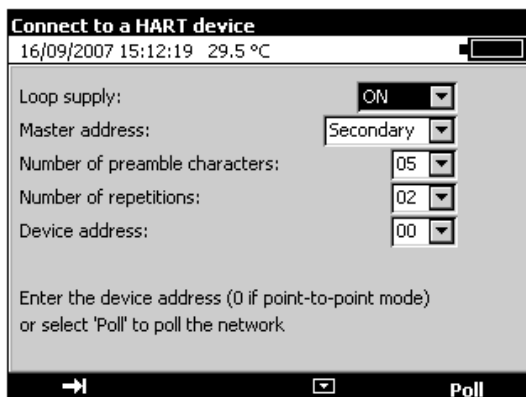 Connect to a HART device
16/09/2007 15:12:19 29.5 °C
Loop supply: ON
Master address: Secondary
Number of preamble characters: 05
Number of repetitions: 02
Device address: 00
Enter the device address (0 if point-to-point mode)
or select 'Poll' to poll the network
Poll